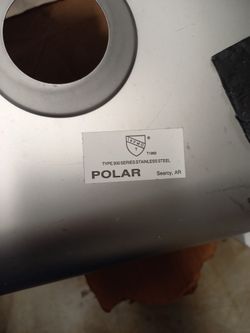 ®
TYPE 300 SERIES STAINLESS STEEL
POLAR Searcy, AR